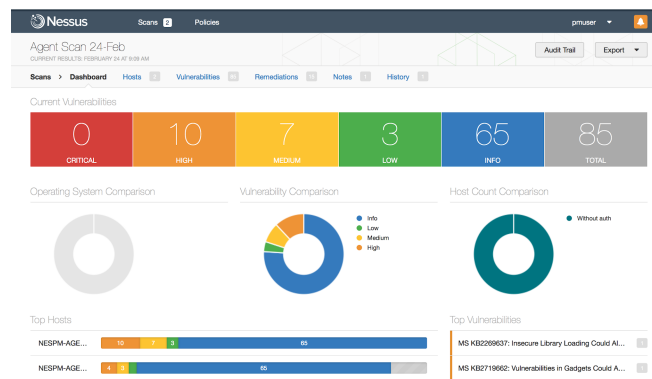 Nessus Scans 2 Policies pmuser
Agent Scan 24-Feb
CURRENT RESULTS: FEBRUARY 24 AT 9:09 AM
Audit Trail Export
Scans > Dashboard Hosts Vulnerabilities Remediations Notes History
Current Vulnerabilities
0 10 7 3 65 85
CRITICAL HIGH MEDIUM LOW INFO TOTAL
Operating System Comparison Vulnerability Comparison Host Count Comparison
Info Without auth
Low
Medium
High
Top Hosts Top Vulnerabilities
NESPM-AGE... 10 7 3 65 MS KB2269637: Insecure Library Loading Could Al...
NESPM-AGE... 4 3 65 MS KB2719662: Vulnerabilities in Gadgets Could A...